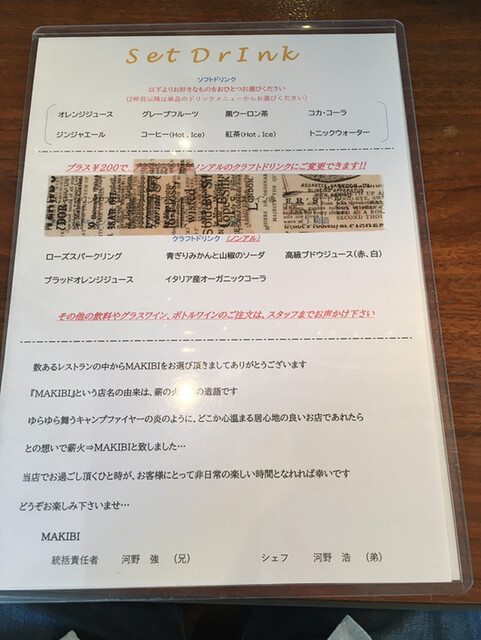 Set DrInk
ソフトドリンク
以下よりお好きなものをおひとつお選びください
(2杯目以降は単品のドリンクメニューからお選びください)
オレンジジュース グレープフルーツ 黒ウーロン茶 コカ・コーラ
ジンジャエール コーヒー(Hot、Ice) 紅茶(Hot、Ice) トニックウォーター
プラス¥200で、 ノンアルのクラフトドリンクにご変更できます!!
クラフトドリンク (ノンアル)
ローズスパークリング 青ぎりみかんと山椒のソーダ 高級ブドウジュース(赤、白)
ブラッドオレンジジュース イタリア産オーガニックコーラ
その他の飲料やグラスワイン、ボトルワインのご注文は、スタッフまでお声かけ下さい
数あるレストランの中からMAKIBIをお選び頂きましてありがとうございます
『MAKIBI』という店名の由来は、薪の火 の造語です
ゆらゆら舞うキャンプファイヤーの炎のように、どこか心温まる居心地の良いお店であれたら
との想いで薪火⇒MAKIBIと致しました…
当店でお過ごし頂くひと時が、お客様にとって非日常の楽しい時間となれれば幸いです
どうぞお楽しみ下さいませ…
MAKIBI
統括責任者 河野 強 (兄) シェフ 河野 浩 (弟)